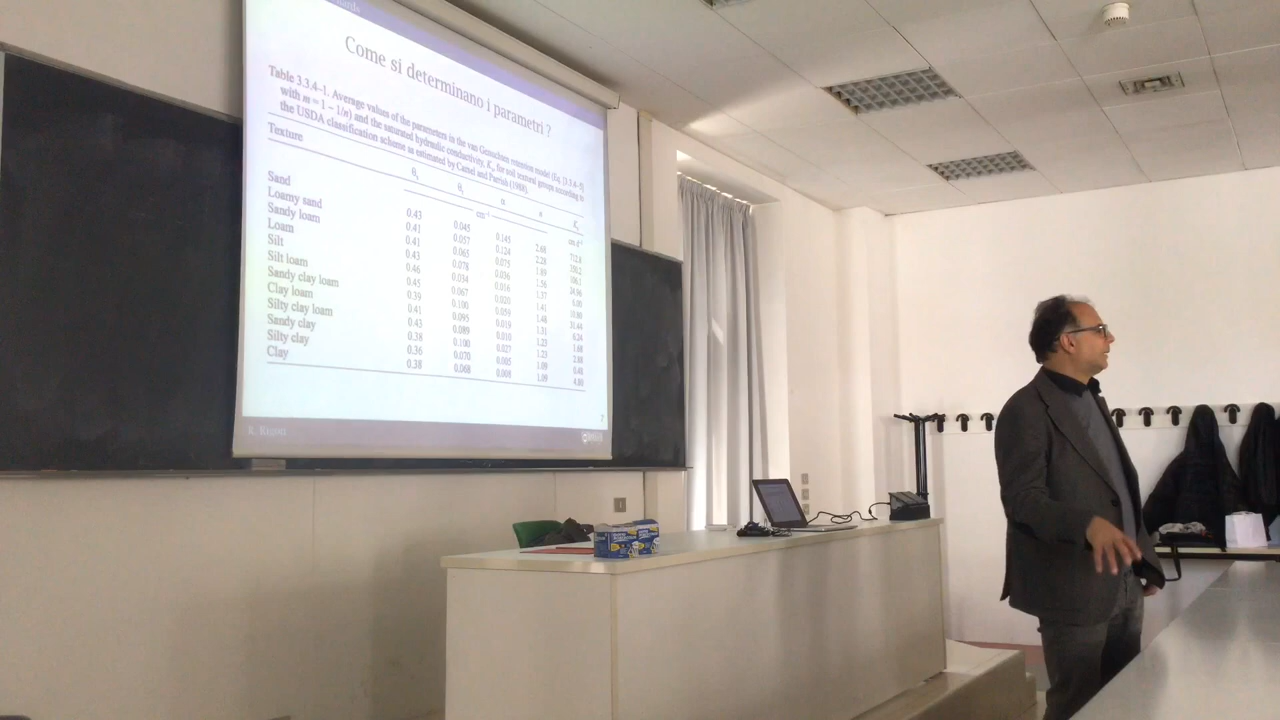 Come si determinano i parametri ?
Table 3.3.4–1. Average values of the parameters in the van Genuchten retention model (Eq. [3.3.4–5]
with m = 1 – 1/n) and the saturated hydraulic conductivity, Ks, for soil textural groups according to
the USDA classification scheme as estimated by Carsel and Parrish (1988).
Texture θs θr α n Ks
cm⁻¹ cm d⁻¹
Sand 0.43 0.045 0.145 2.68 712.8
Loamy sand 0.41 0.057 0.124 2.28 350.2
Sandy loam 0.41 0.065 0.075 1.89 106.1
Loam 0.43 0.078 0.036 1.56 24.96
Silt 0.46 0.034 0.016 1.37 6.00
Silt loam 0.45 0.067 0.020 1.41 10.80
Sandy clay loam 0.39 0.100 0.059 1.48 31.44
Clay loam 0.41 0.095 0.019 1.31 6.24
Silty clay loam 0.43 0.089 0.010 1.23 1.68
Sandy clay 0.38 0.100 0.027 1.23 2.88
Silty clay 0.36 0.070 0.005 1.09 0.48
Clay 0.38 0.068 0.008 1.09 4.80
7
R. Rigon